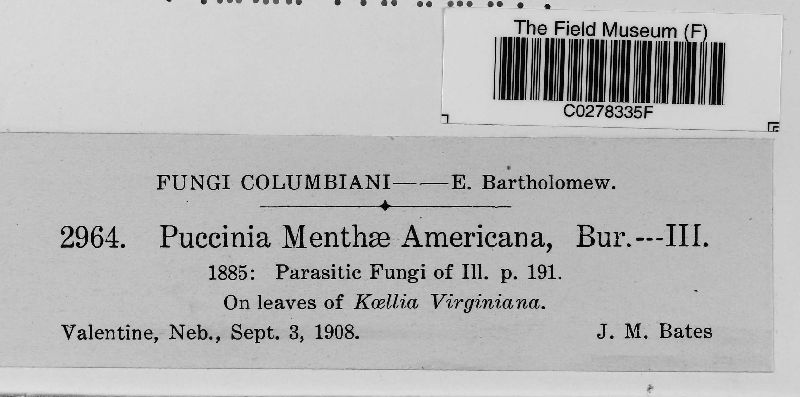 The Field Museum (F)
C0278335F
FUNGI COLUMBIANI——E. Bartholomew.
2964. Puccinia Menthæ Americana, Bur.---III.
1885: Parasitic Fungi of Ill. p. 191.
On leaves of Kœllia Virginiana.
Valentine, Neb., Sept. 3, 1908. J. M. Bates